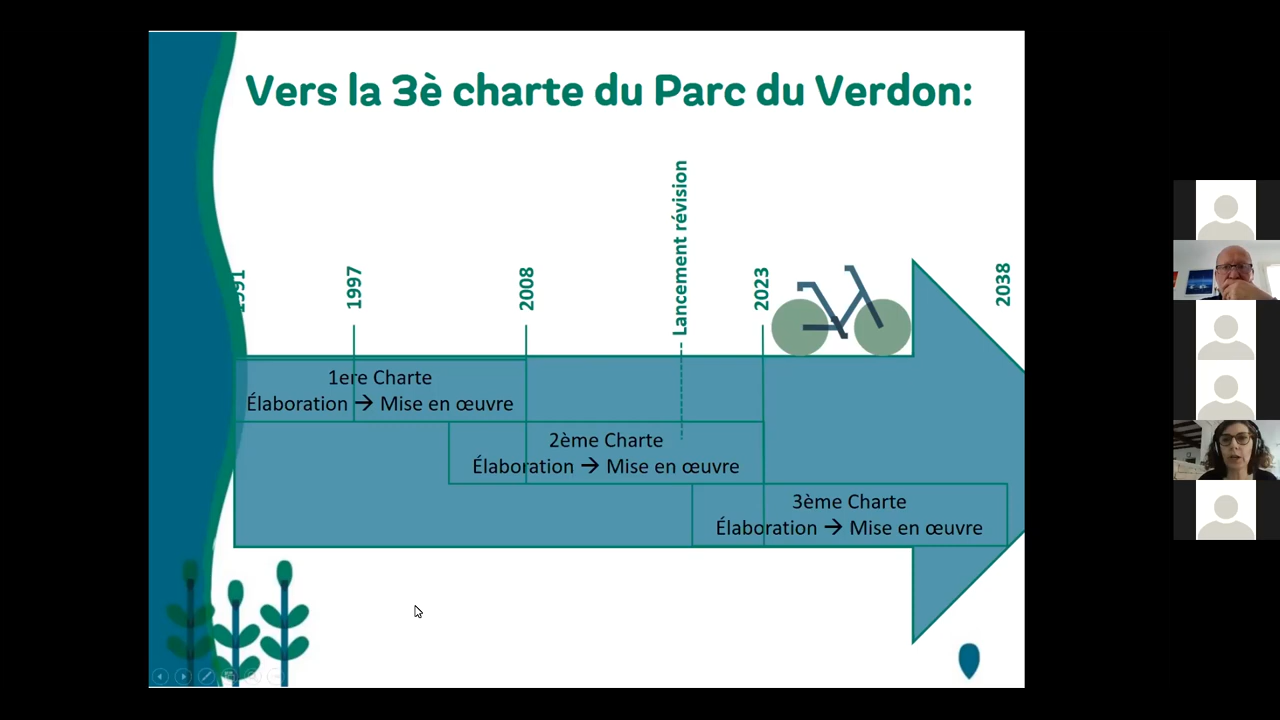 Vers la 3è charte du Parc du Verdon:
1991
1997
2008
Lancement révision
2023
2038
1ere Charte
Élaboration → Mise en œuvre
2ème Charte
Élaboration → Mise en œuvre
3ème Charte
Élaboration → Mise en œuvre